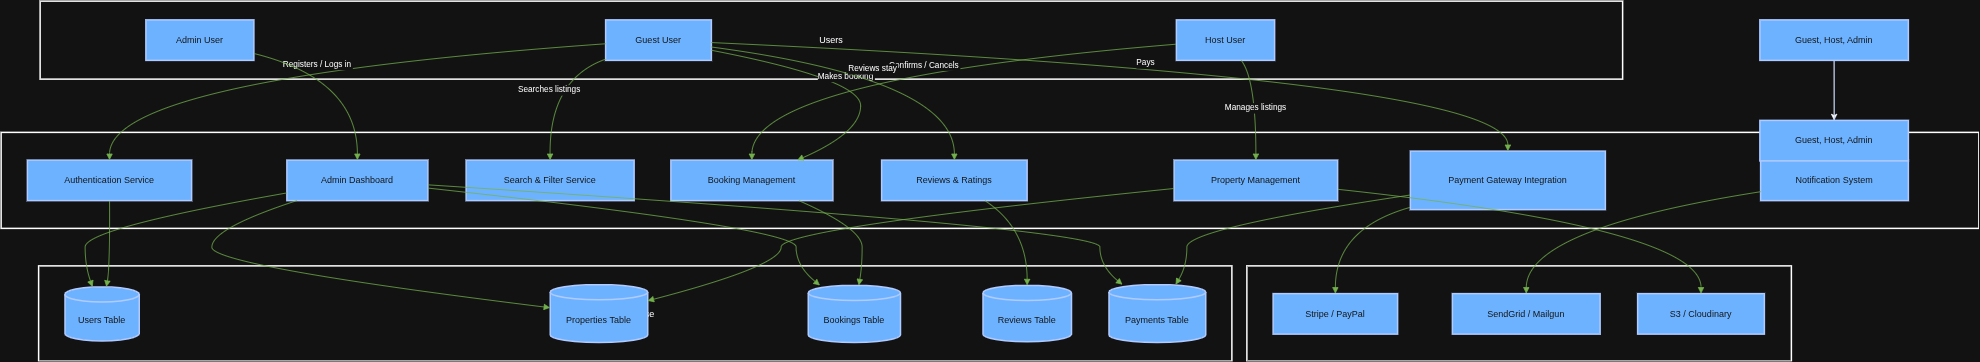 Admin User
Guest User
Users
Host User
Guest, Host, Admin
Registers / Logs in
Reviews stay
Confirms / Cancels
Pays
Makes booking
Searches listings
Manages listings
Guest, Host, Admin
Authentication Service
Admin Dashboard
Search & Filter Service
Booking Management
Reviews & Ratings
Property Management
Payment Gateway Integration
Notification System
Users Table
Properties Table
Bookings Table
Reviews Table
Payments Table
Stripe / PayPal
SendGrid / Mailgun
S3 / Cloudinary